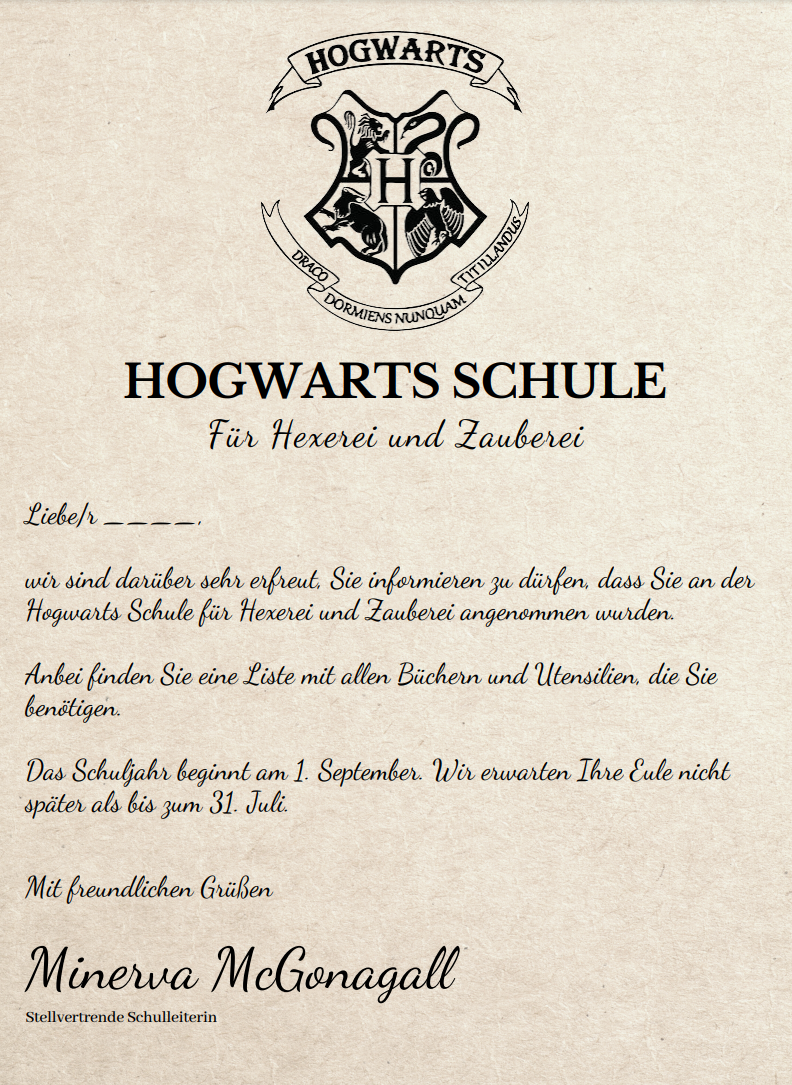 HOGWARTS
H
DRACO
DORMIENS NUNQUAM
TITILLANDUS
HOGWARTS SCHULE
Für Hexerei und Zauberei
Liebe/r _ _ _ _,
wir sind darüber sehr erfreut, Sie informieren zu dürfen, dass Sie an der
Hogwarts Schule für Hexerei und Zauberei angenommen wurden.
Anbei finden Sie eine Liste mit allen Büchern und Utensilien, die Sie
benötigen.
Das Schuljahr beginnt am 1. September. Wir erwarten Ihre Eule nicht
später als bis zum 31. Juli.
Mit freundlichen Grüßen
Minerva McGonagall
Stellvertrende Schulleiterin